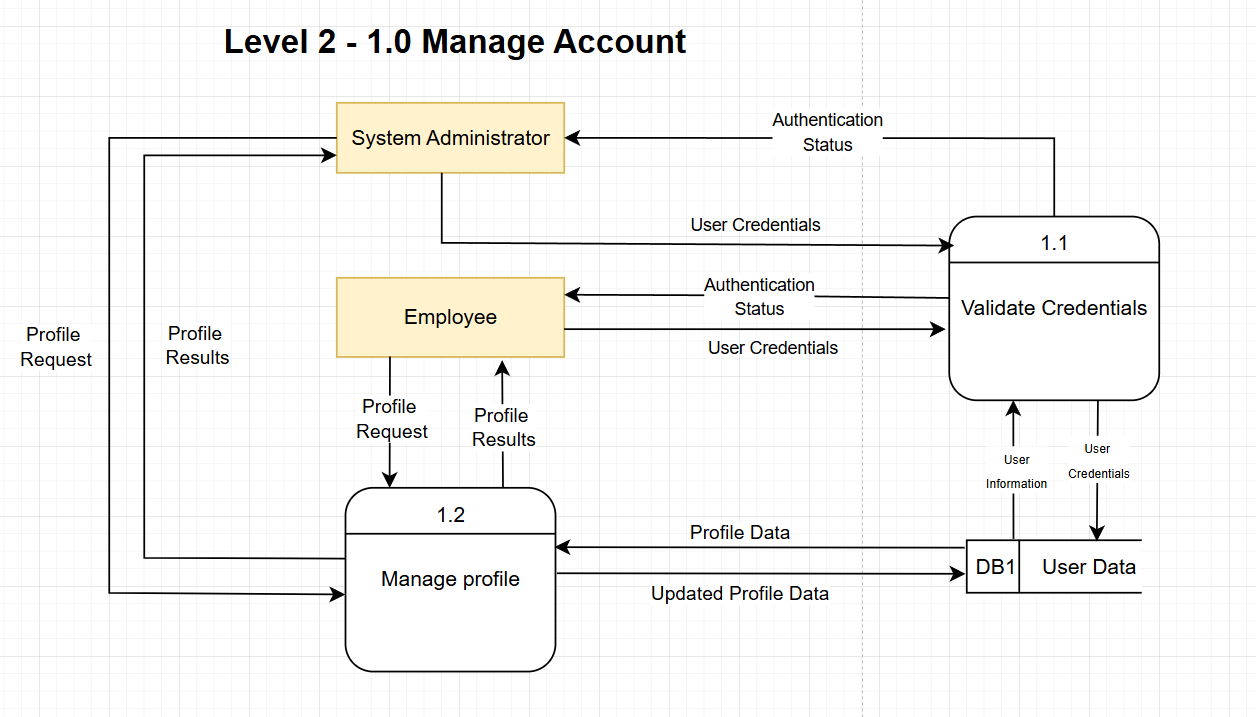 Level 2 - 1.0 Manage Account
System Administrator
Authentication
Status
User Credentials
1.1
Validate Credentials
Employee
Authentication
Status
User Credentials
Profile
Request
Profile
Results
Profile
Request
Profile
Results
User
Information
User
Credentials
1.2
Manage profile
Profile Data
Updated Profile Data
DB1
User Data